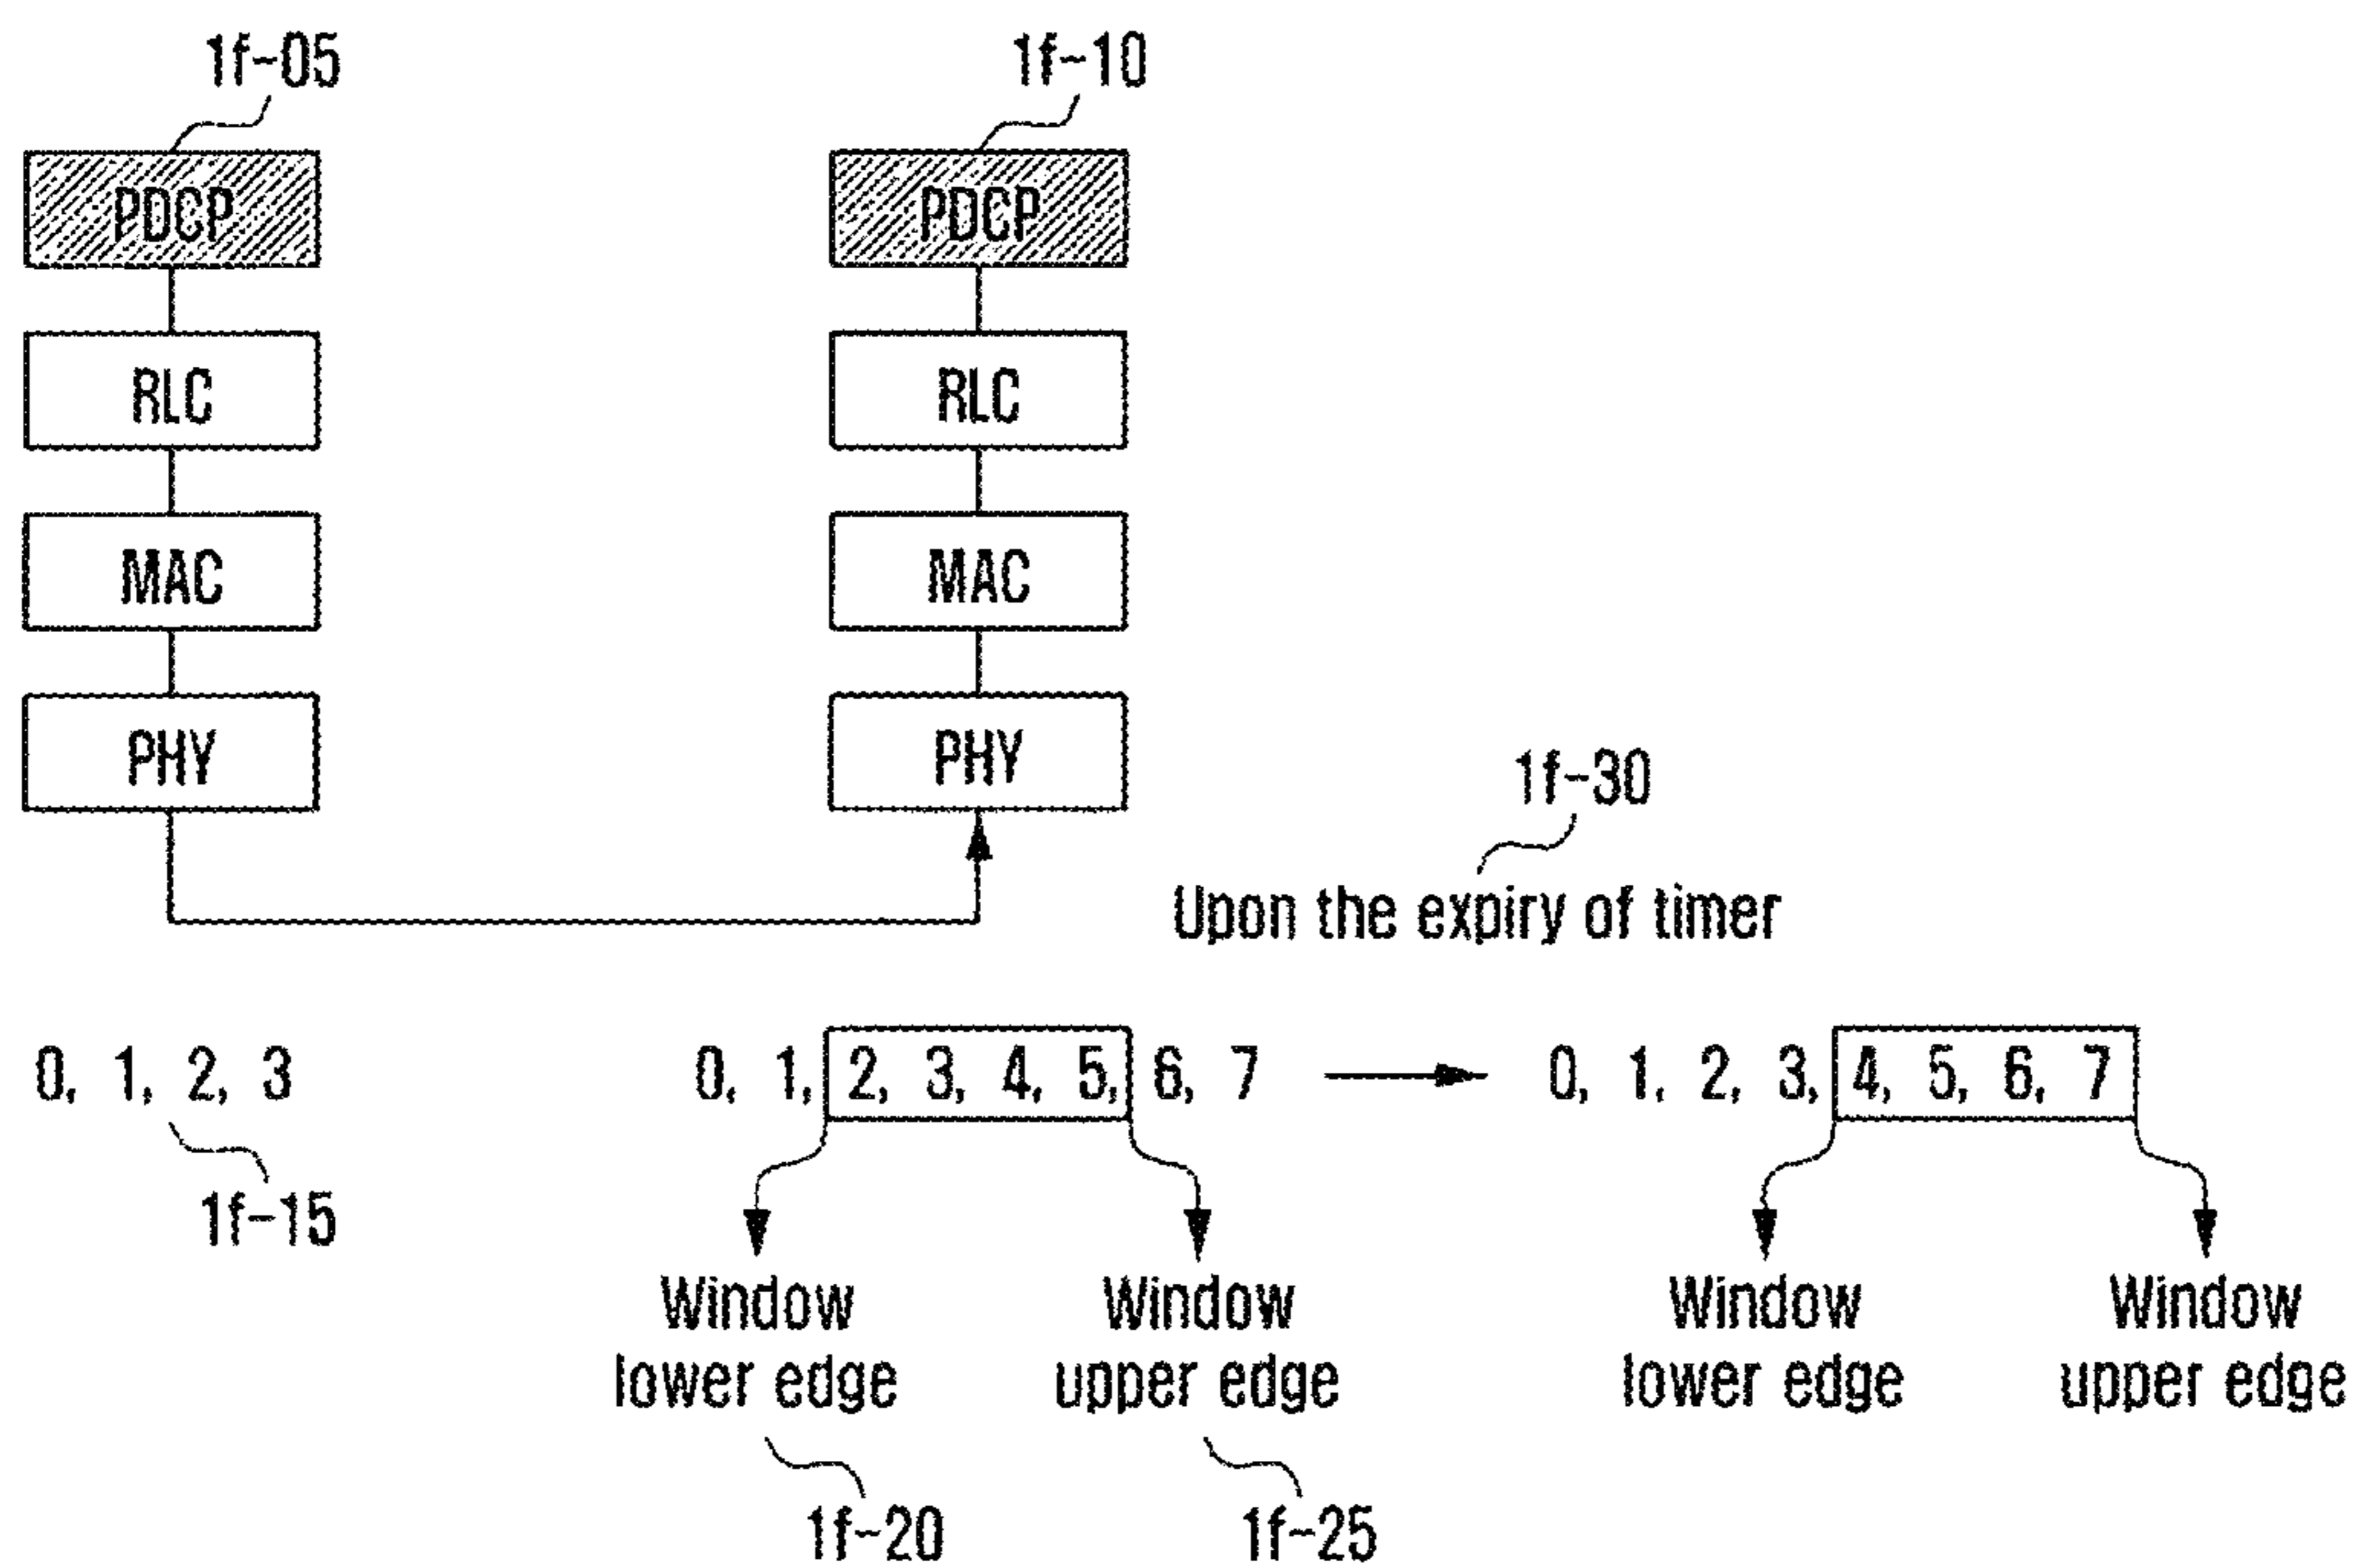 1f-05
1f-10
PDCP
PDCP
RLC
RLC
MAC
MAC
PHY
PHY
1f-30
Upon the expiry of timer
0, 1, 2, 3
0, 1, 2, 3, 4, 5, 6, 7
0, 1. 2, 3, 4, 5, 6, 7
1f-15
Window
lower edge
Window
upper edge
Window
lower edge
Window
upper edge
1f-20
1f-25